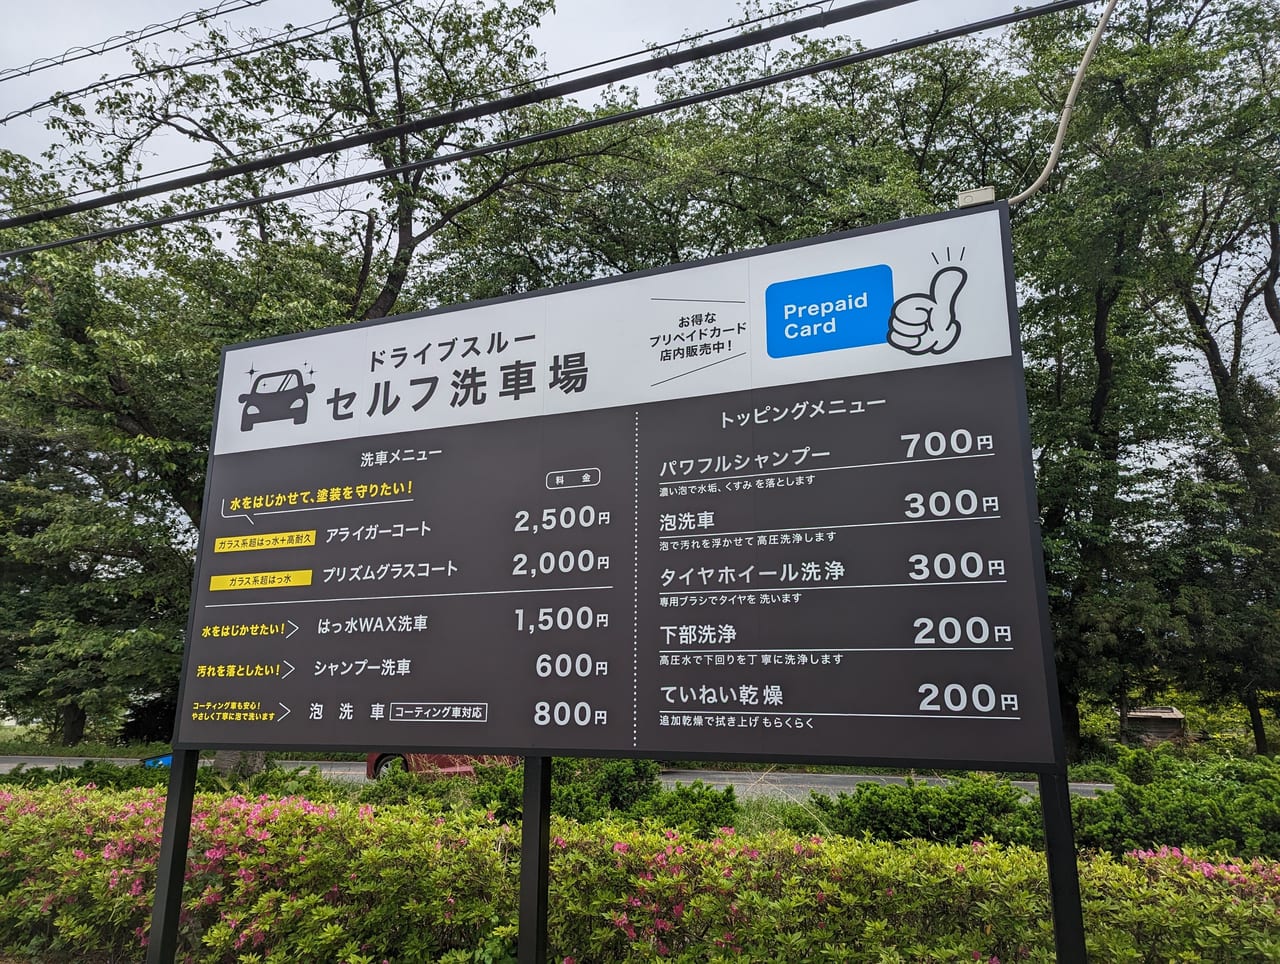 ドライブスルー
セルフ洗車場
お得な
プリペイドカード
店内販売中!
Prepaid
Card
洗車メニュー
料金
水をはじかせて、塗装を守りたい!
ガラス系超はっ水+高耐久 アライガーコート 2,500円
ガラス系超はっ水 プリズムグラスコート 2,000円
水をはじかせたい! はっ水WAX洗車 1,500円
汚れを落としたい! シャンプー洗車 600円
コーティング車も安心!
やさしく丁寧に泡で洗います 泡洗車 コーティング車対応 800円
トッピングメニュー
パワフルシャンプー 700円
濃い泡で水垢、くすみを落とします
泡洗車 300円
泡で汚れを浮かせて高圧洗浄します
タイヤホイール洗浄 300円
専用ブラシでタイヤを洗います
下部洗浄 200円
高圧水で下回りを丁寧に洗浄します
ていねい乾燥 200円
追加乾燥で拭き上げもらくらく